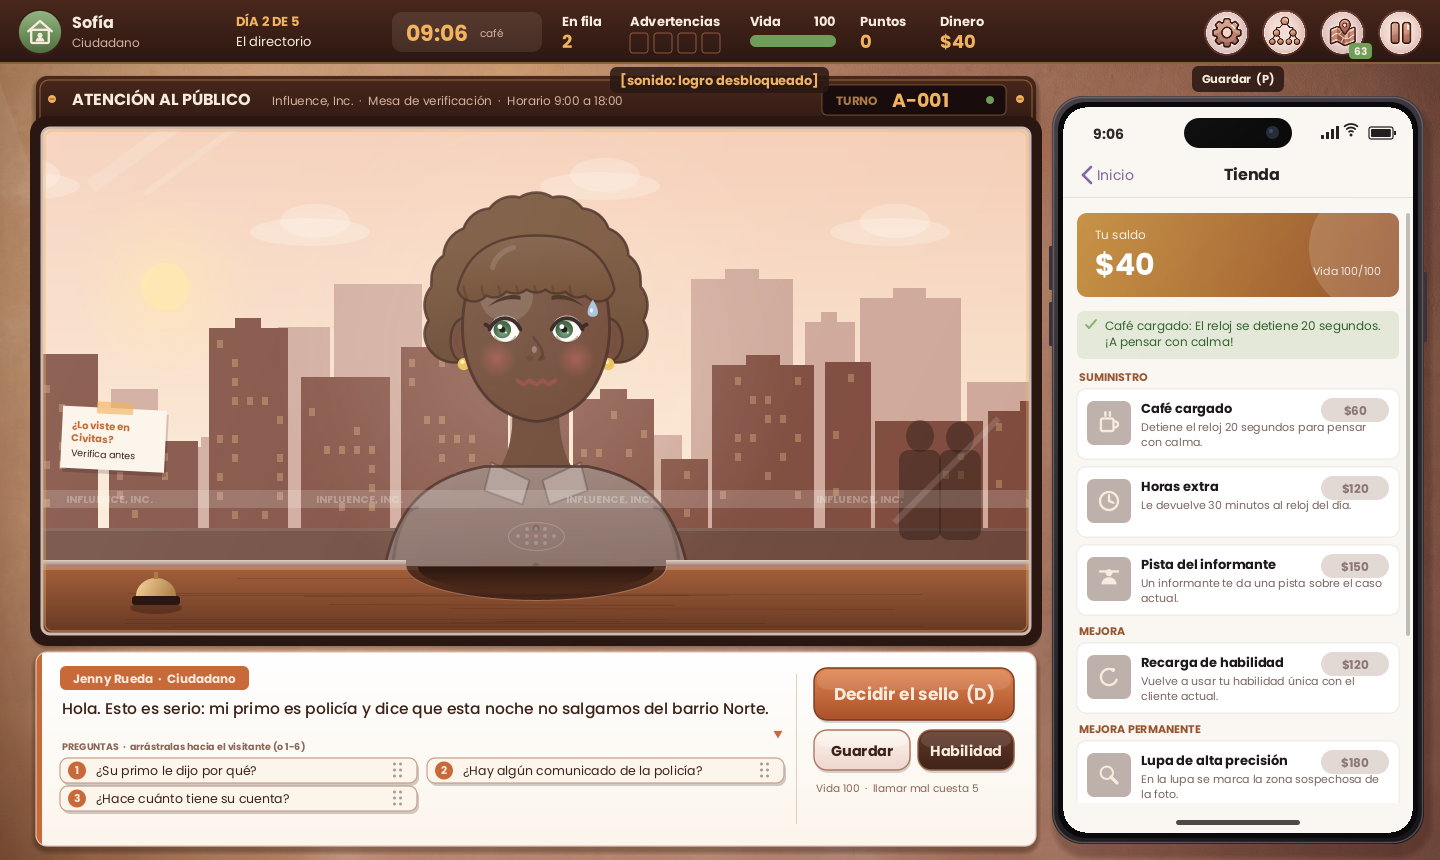 Sofía
Ciudadano
DÍA 2 DE 5
El directorio
09:06 café
En fila
2
Advertencias
Vida 100
Puntos
0
Dinero
$40
63
[sonido: logro desbloqueado]
Guardar (P)
ATENCIÓN AL PÚBLICO
Influence, Inc. · Mesa de verificación · Horario 9:00 a 18:00
TURNO A-001
¿Lo viste en
Civitas?
Verifica antes
INFLUENCE, INC.
INFLUENCE, INC.
INFLUENCE, INC.
INFLUENCE, INC.
Jenny Rueda · Ciudadano
Hola. Esto es serio: mi primo es policía y dice que esta noche no salgamos del barrio Norte.
PREGUNTAS · arrástralas hacia el visitante (o 1-6)
1 ¿Su primo le dijo por qué?
2 ¿Hay algún comunicado de la policía?
3 ¿Hace cuánto tiene su cuenta?
Decidir el sello (D)
Guardar
Habilidad
Vida 100 · llamar mal cuesta 5
9:06
Inicio
Tienda
Tu saldo
$40
Vida 100/100
Café cargado: El reloj se detiene 20 segundos.
¡A pensar con calma!
SUMINISTRO
Café cargado
$60
Detiene el reloj 20 segundos para pensar
con calma.
Horas extra
$120
Le devuelve 30 minutos al reloj del día.
Pista del informante
$150
Un informante te da una pista sobre el caso
actual.
MEJORA
Recarga de habilidad
$120
Vuelve a usar tu habilidad única con el
cliente actual.
MEJORA PERMANENTE
Lupa de alta precisión
$180
En la lupa se marca la zona sospechosa de
la foto.